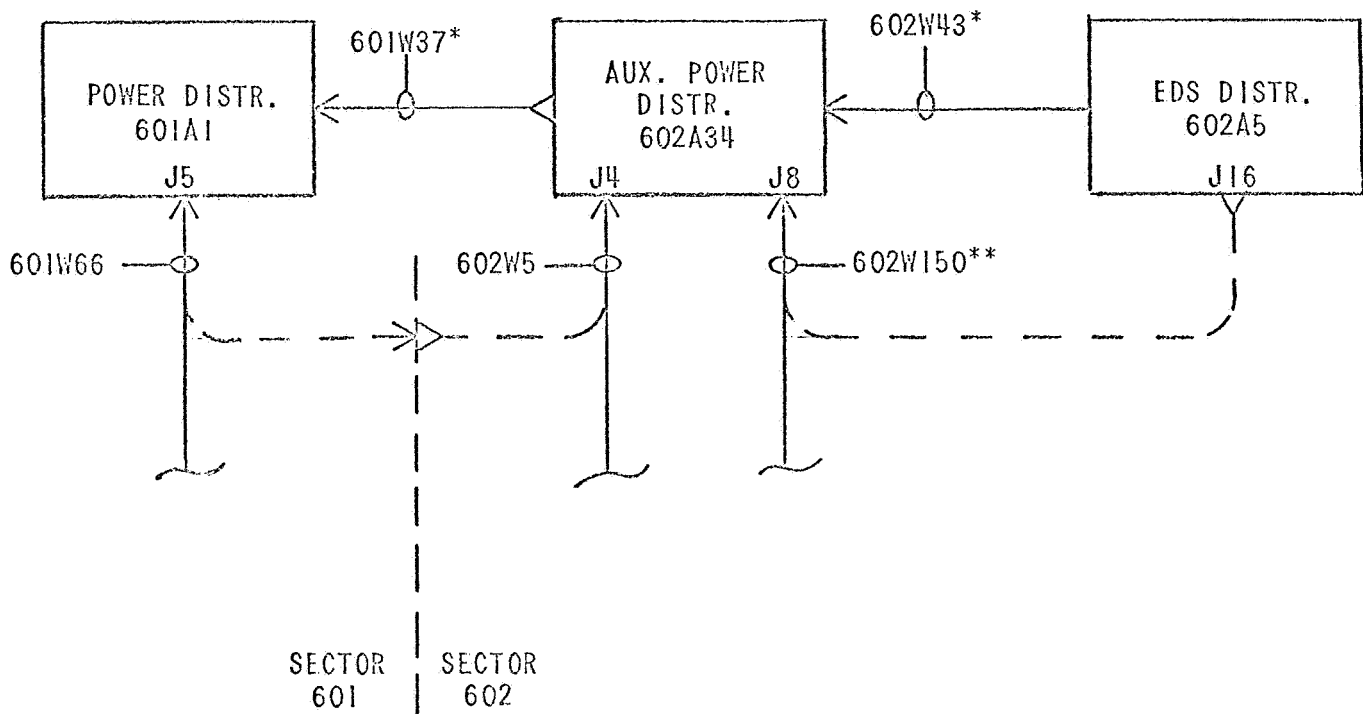 601W37*
602W43*
POWER DISTR.
601A1
J5
AUX. POWER
DISTR.
602A34
J4
J8
EDS DISTR.
602A5
J16
601W66
602W5
602W150**
SECTOR
601
SECTOR
602